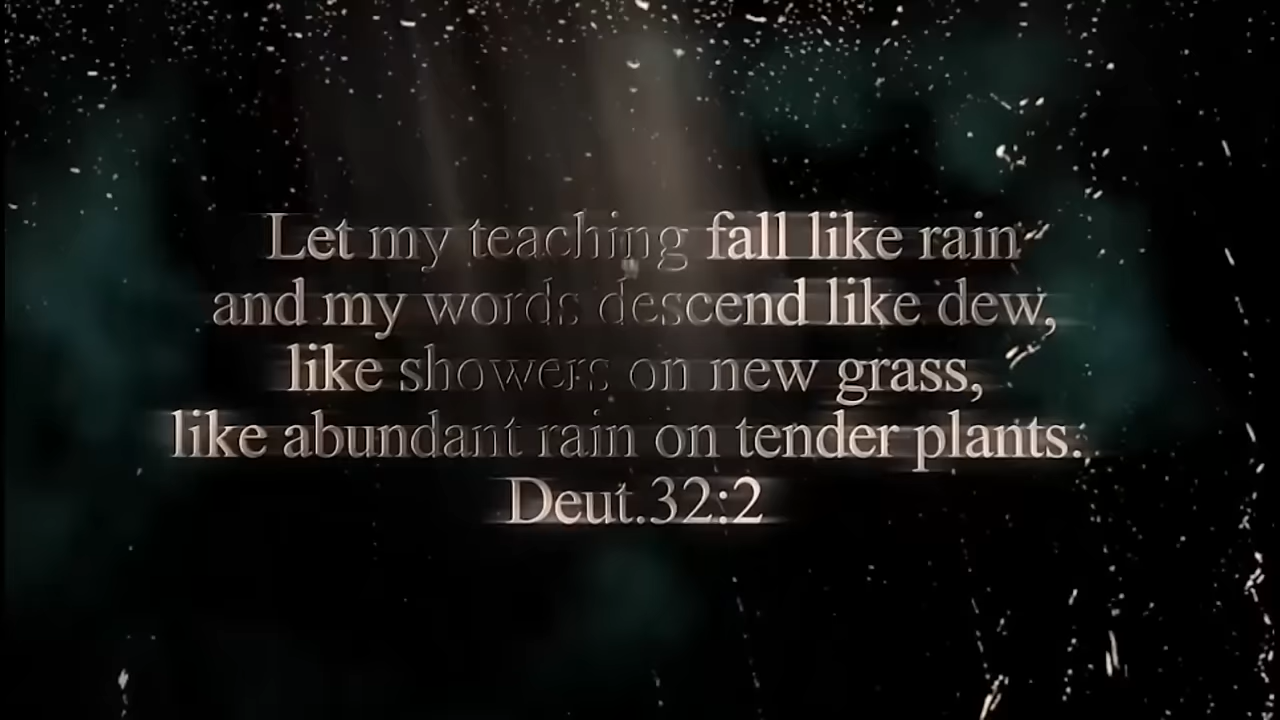 Let my teaching fall like rain
and my words descend like dew,
like showers on new grass,
like abundant rain on tender plants.
Deut.32:2